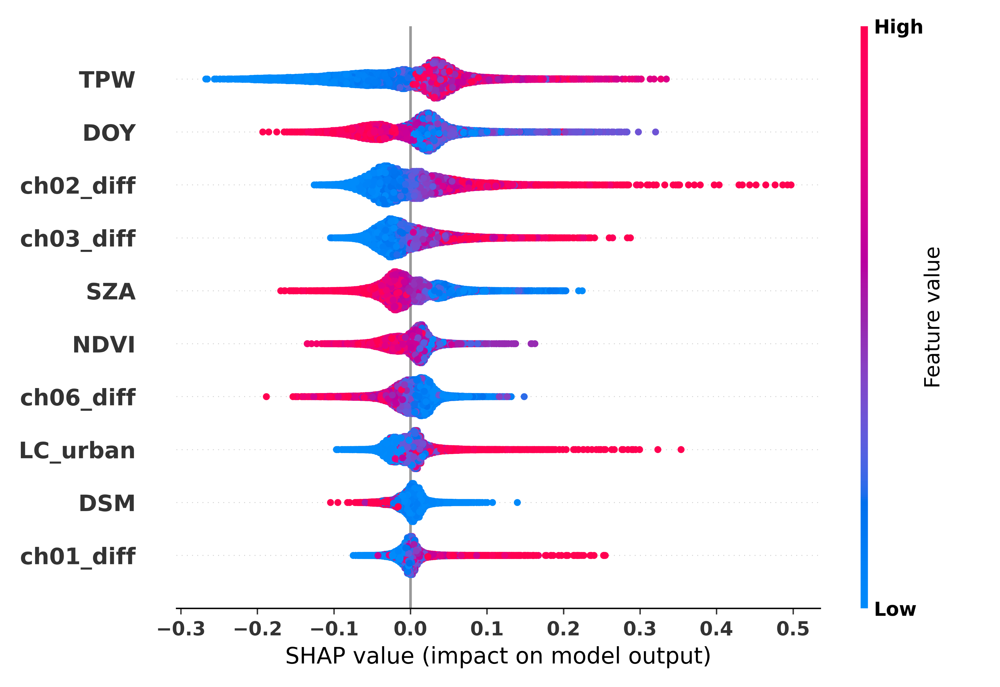 High
TPW
DOY
ch02_diff
ch03_diff
SZA
NDVI
ch06_diff
LC_urban
DSM
ch01_diff
Feature value
Low
−0.3 −0.2 −0.1 0.0 0.1 0.2 0.3 0.4 0.5
SHAP value (impact on model output)